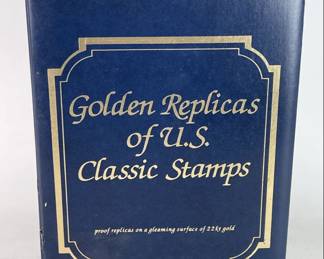 Golden Replicas
of U.S.
Classic Stamps
proof replicas on a gleaming surface of 22kt gold